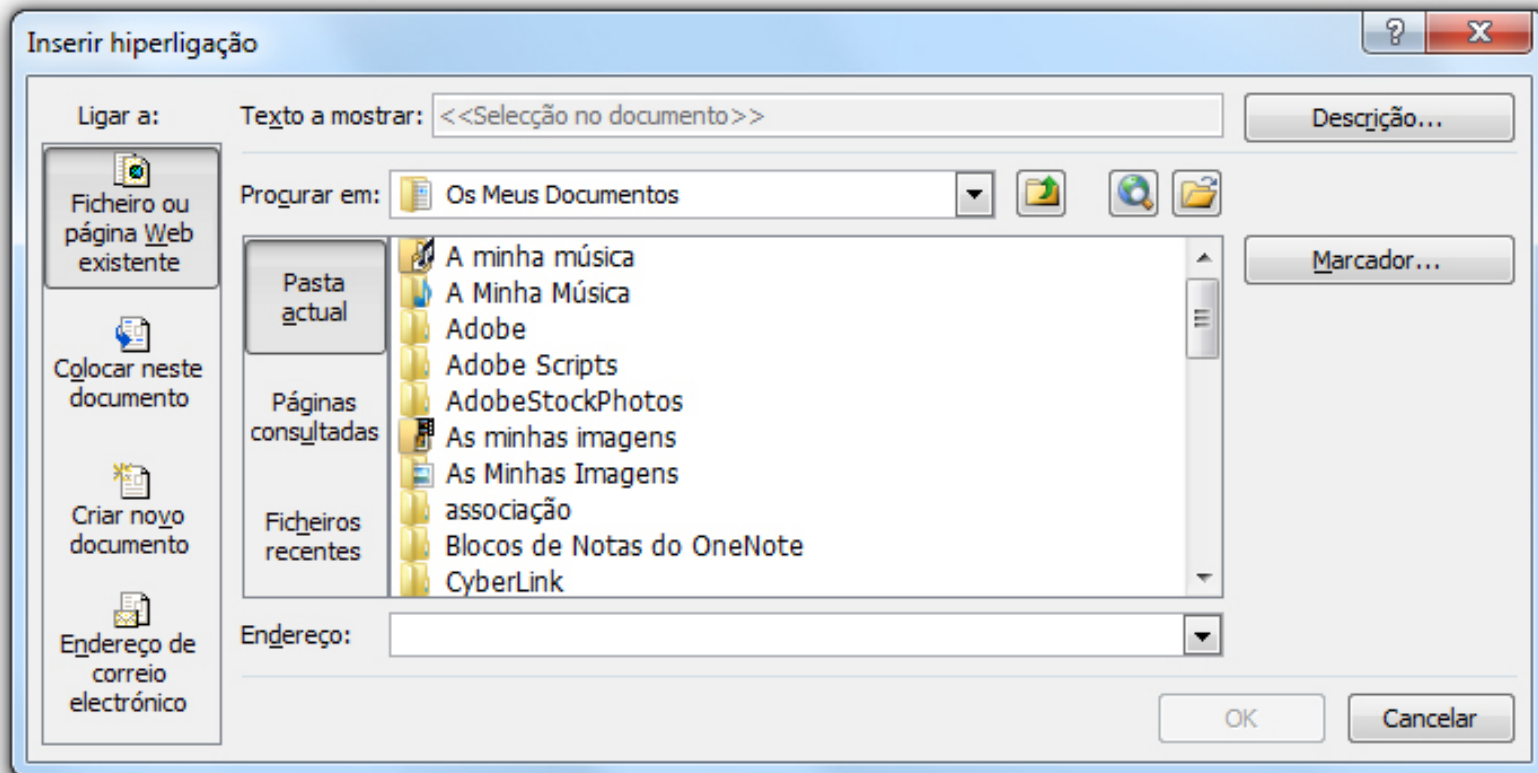 Inserir hiperligação
Ligar a:
Texto a mostrar: <<Selecção no documento>>
Descrição...
Ficheiro ou
página Web
existente
Colocar neste
documento
Criar novo
documento
Endereço de
correio
electrónico
Procurar em: Os Meus Documentos
Pasta
actual
Páginas
consultadas
Ficheiros
recentes
A minha música
A Minha Música
Adobe
Adobe Scripts
AdobeStockPhotos
As minhas imagens
As Minhas Imagens
associação
Blocos de Notas do OneNote
CyberLink
Marcador...
Endereço:
OK
Cancelar